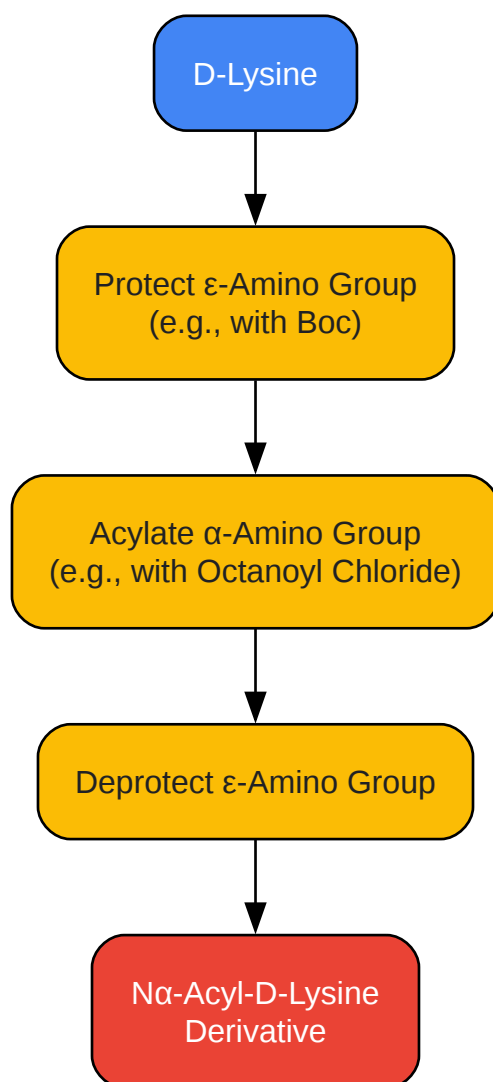 D-Lysine
Protect ε-Amino Group
(e.g., with Boc)
Acylate α-Amino Group
(e.g., with Octanoyl Chloride)
Deprotect ε-Amino Group
Nα-Acyl-D-Lysine
Derivative